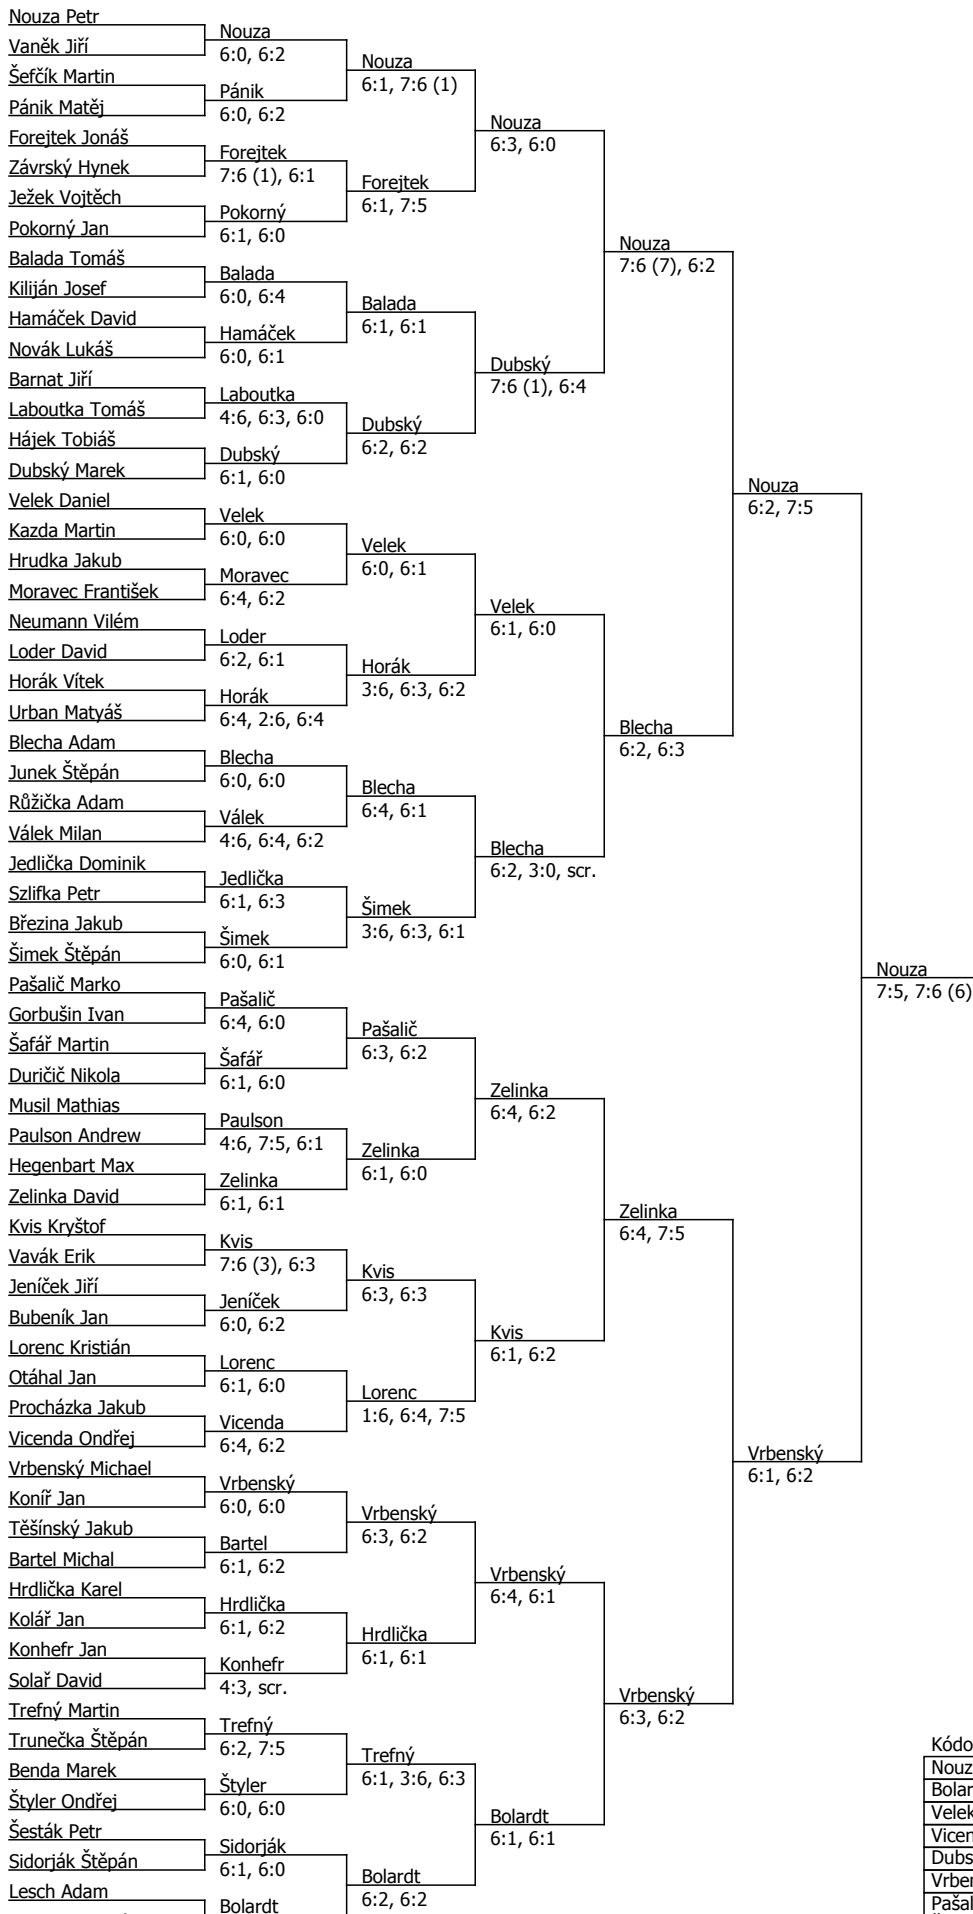 Nouza Petr
Vaněk Jiří
Šefčík Martin
Pánik Matěj
Forejtek Jonáš
Závrský Hynek
Ježek Vojtěch
Pokorný Jan
Balada Tomáš
Kiliján Josef
Hamáček David
Novák Lukáš
Barnat Jiří
Laboutka Tomáš
Hájek Tobiáš
Dubský Marek
Velek Daniel
Kazda Martin
Hrudka Jakub
Moravec František
Neumann Vilém
Loder David
Horák Vítek
Urban Matyáš
Blecha Adam
Junek Štěpán
Růžička Adam
Válek Milan
Jedlička Dominik
Szlifka Petr
Březina Jakub
Šimek Štěpán
Pašalič Marko
Gorbušin Ivan
Šafář Martin
Duričič Nikola
Musil Mathias
Paulson Andrew
Hegenbart Max
Zelinka David
Kvis Kryštof
Vavák Erik
Jeníček Jiří
Bubeník Jan
Lorenc Kristián
Otáhal Jan
Procházka Jakub
Vicenda Ondřej
Vrbenský Michael
Koníř Jan
Těšínský Jakub
Bartel Michal
Hrdlička Karel
Kolář Jan
Konhefr Jan
Solař David
Trefný Martin
Trunečka Štěpán
Benda Marek
Štyler Ondřej
Šesták Petr
Sidorják Štěpán
Lesch Adam
Nouza
6:0, 6:2
Pánik
6:0, 6:2
Forejtek
7:6 (1), 6:1
Pokorný
6:1, 6:0
Balada
6:0, 6:4
Hamáček
6:0, 6:1
Laboutka
4:6, 6:3, 6:0
Dubský
6:1, 6:0
Velek
6:0, 6:0
Moravec
6:4, 6:2
Loder
6:2, 6:1
Horák
6:4, 2:6, 6:4
Blecha
6:0, 6:0
Válek
4:6, 6:4, 6:2
Jedlička
6:1, 6:3
Šimek
6:0, 6:1
Pašalič
6:4, 6:0
Šafář
6:1, 6:0
Paulson
4:6, 7:5, 6:1
Zelinka
6:1, 6:1
Kvis
7:6 (3), 6:3
Jeníček
6:0, 6:2
Lorenc
6:1, 6:0
Vicenda
6:4, 6:2
Vrbenský
6:0, 6:0
Bartel
6:1, 6:2
Hrdlička
6:1, 6:2
Konhefr
4:3, scr.
Trefný
6:2, 7:5
Štyler
6:0, 6:0
Sidorják
6:1, 6:0
Bolardt
Nouza
6:1, 7:6 (1)
Forejtek
6:1, 7:5
Balada
6:1, 6:1
Dubský
6:2, 6:2
Velek
6:0, 6:1
Horák
3:6, 6:3, 6:2
Blecha
6:4, 6:1
Šimek
3:6, 6:3, 6:1
Pašalič
6:3, 6:2
Zelinka
6:1, 6:0
Kvis
6:3, 6:3
Lorenc
1:6, 6:4, 7:5
Vrbenský
6:3, 6:2
Hrdlička
6:1, 6:1
Trefný
6:1, 3:6, 6:3
Bolardt
6:2, 6:2
Nouza
6:3, 6:0
Dubský
7:6 (1), 6:4
Velek
6:1, 6:0
Blecha
6:2, 3:0, scr.
Zelinka
6:4, 6:2
Kvis
6:1, 6:2
Vrbenský
6:4, 6:1
Bolardt
6:1, 6:1
Nouza
7:6 (7), 6:2
Blecha
6:2, 6:3
Zelinka
6:4, 7:5
Vrbenský
6:3, 6:2
Nouza
6:2, 7:5
Vrbenský
6:1, 6:2
Nouza
7:5, 7:6 (6)
Kódo
Nouz
Bolar
Velek
Vicen
Dubs
Vrber
Pašal